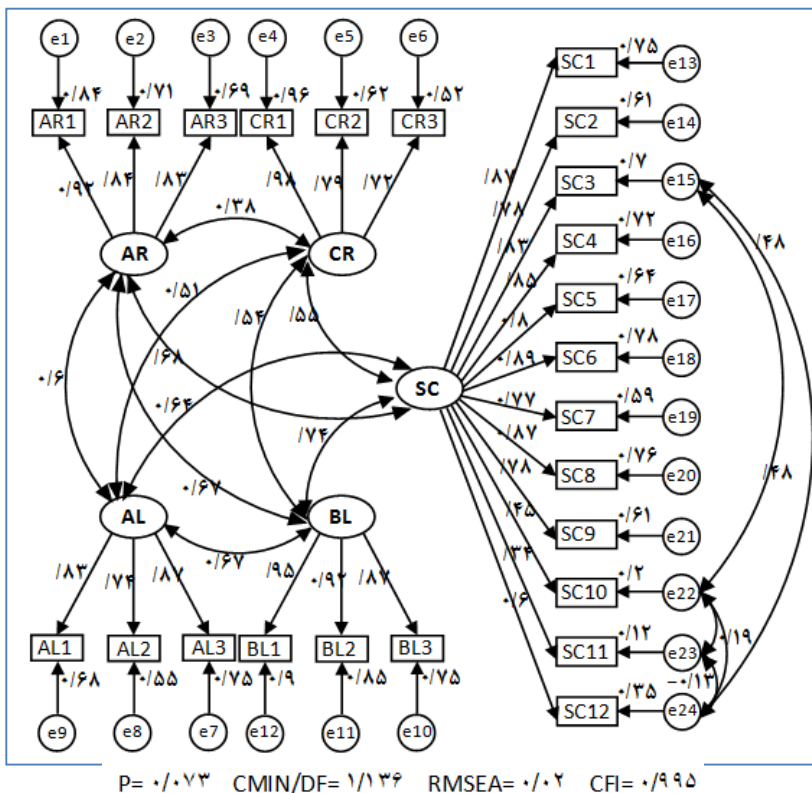 e1 e2 e3 e4 e5 e6
۰/۸۴ ۰/۷۱ ۰/۶۹ ۰/۹۶ ۰/۶۲ ۰/۵۲
AR1 AR2 AR3 CR1 CR2 CR3
۰/۹۲ /۸۴ /۸۳ /۹۸ /۷۹ /۷۲
۰/۳۸
AR CR
۰/۵۱ /۵۴ /۵۵
۰/۶ /۶۸
۰/۶۴
SC
/۷۴
۰/۶۷
AL BL
۰/۶۷
/۸۳ /۷۴ /۸۷ /۹۵ ۰/۹۲ /۸۷
AL1 AL2 AL3 BL1 BL2 BL3
۰/۶۸ ۰/۵۵ ۰/۷۵ ۰/۹ ۰/۸۵ ۰/۷۵
e9 e8 e7 e12 e11 e10
/۸۷
/۷۸
/۸۳
/۸۵
۰/۸
۰/۸۹
۰/۷۷
۰/۸۷
/۷۸
/۴۵
/۳۴
۰/۶
SC1 ۰/۷۵ e13
SC2 ۰/۶۱ e14
SC3 ۰/۷ e15
SC4 ۰/۷۲ e16
SC5 ۰/۶۴ e17
SC6 ۰/۷۸ e18
SC7 ۰/۵۹ e19
SC8 ۰/۷۶ e20
SC9 ۰/۶۱ e21
SC10 ۰/۲ e22
SC11 ۰/۱۲ e23
SC12 ۰/۳۵ e24
/۴۸
/۴۸
۰/۱۹
-۰/۱۳
P= ۰/۰۷۳ CMIN/DF= ۱/۱۳۶ RMSEA= ۰/۰۲ CFI= ۰/۹۹۵